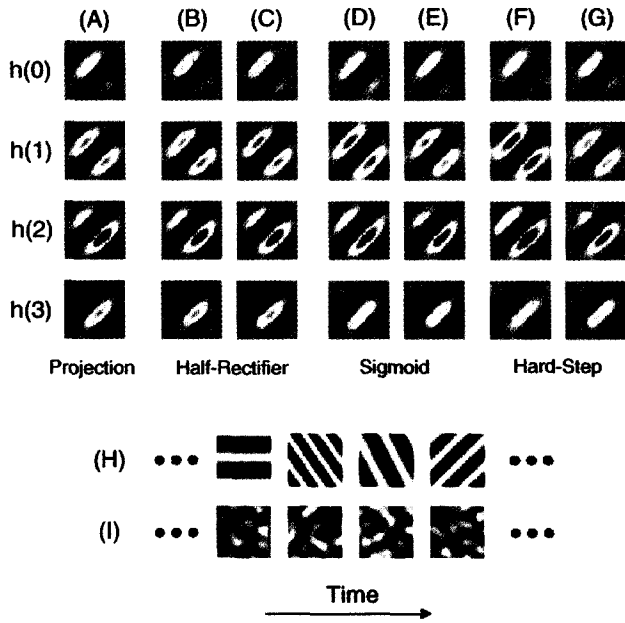 (A) (B) (C) (D) (E) (F) (G)
h(0)
h(1)
h(2)
h(3)
Projection Half-Rectifier Sigmoid Hard-Step
(H)
(I)
Time